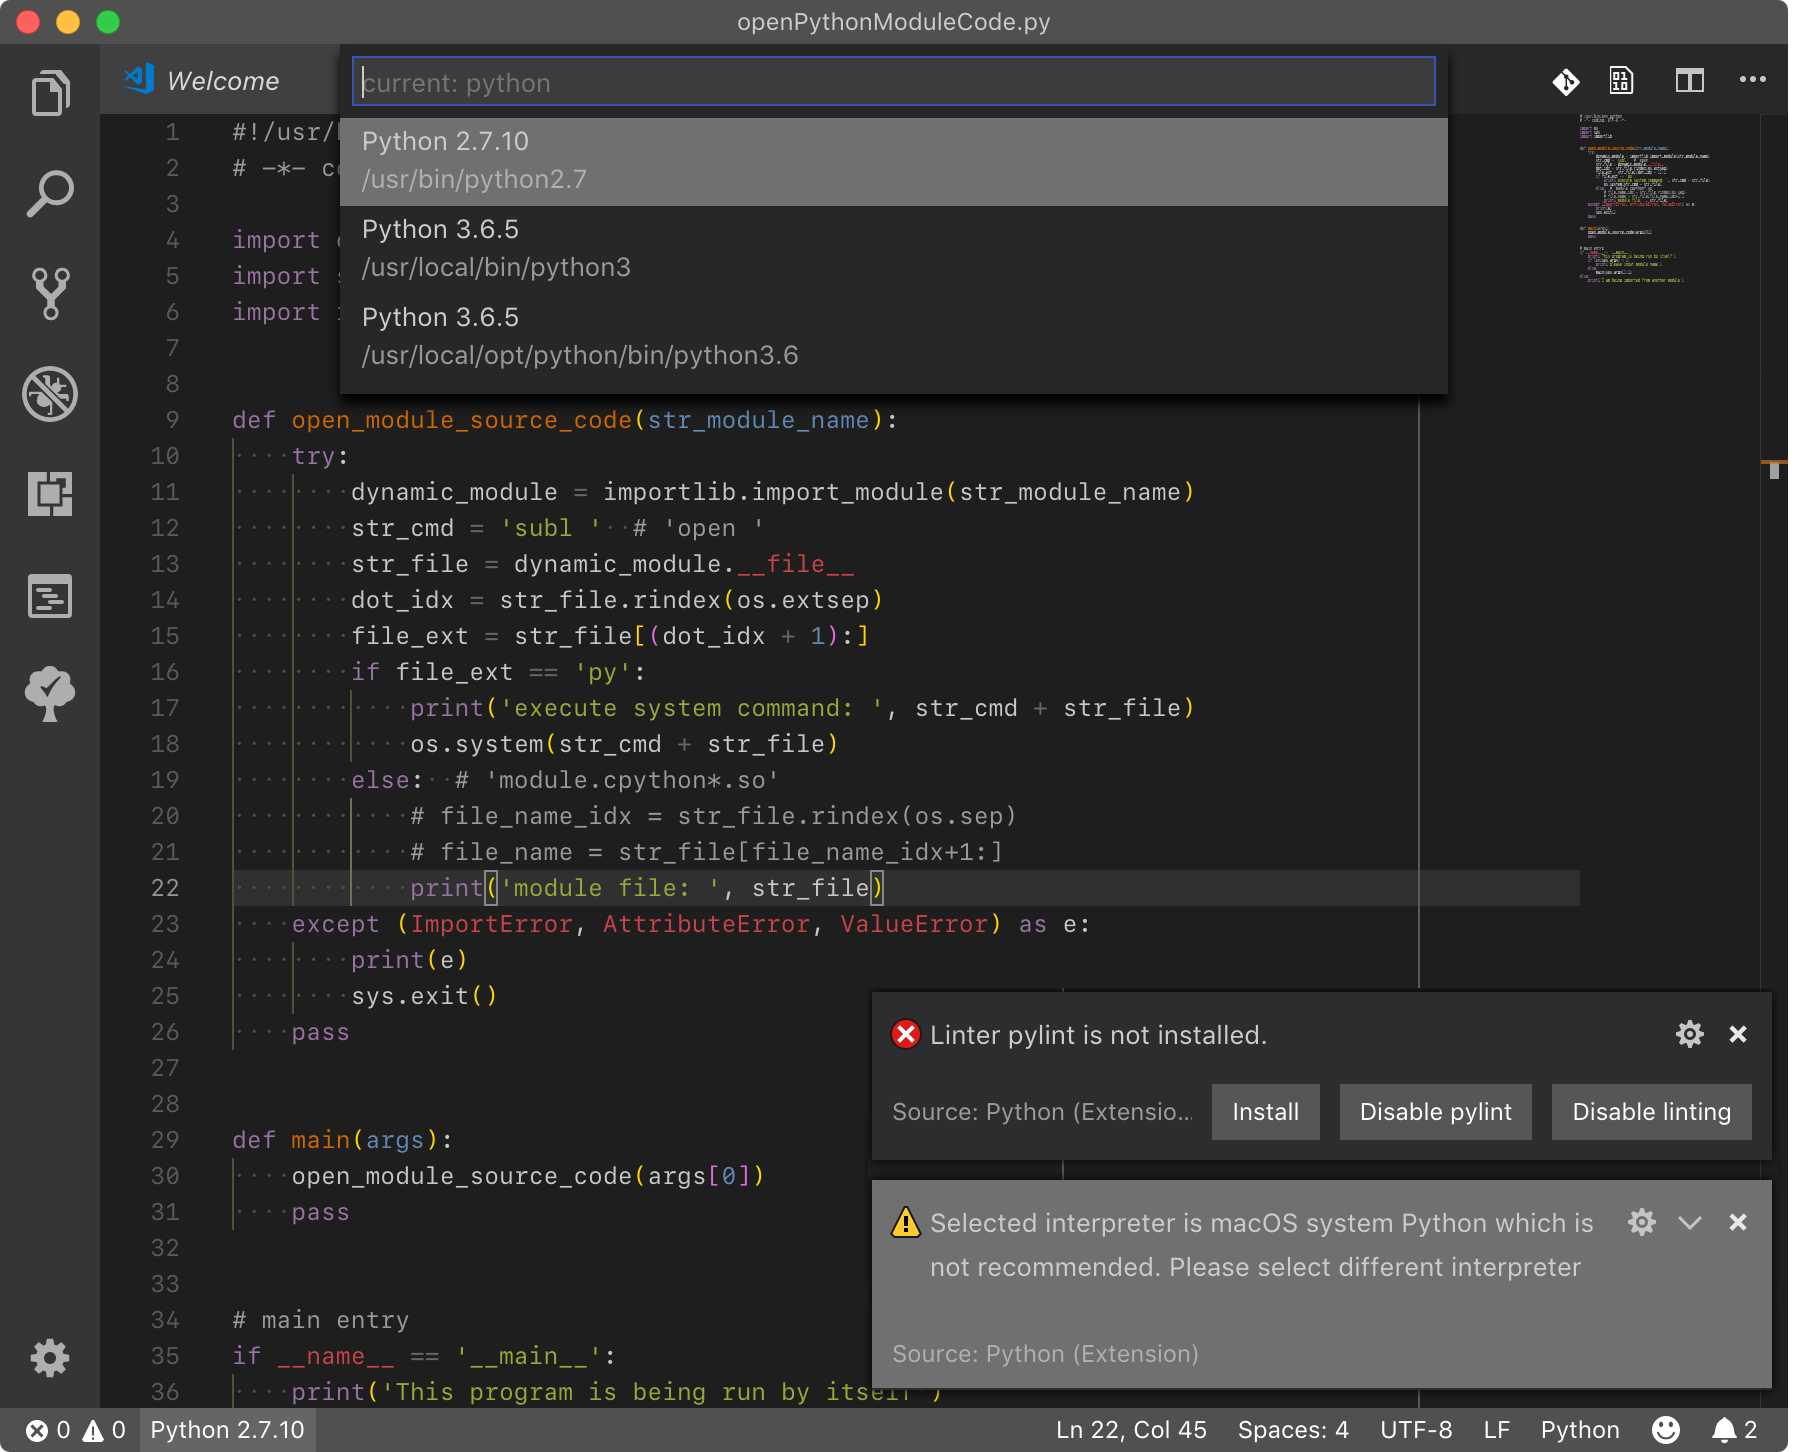 openPythonModuleCode.py
Welcome
current: python
Python 2.7.10
/usr/bin/python2.7
Python 3.6.5
/usr/local/bin/python3
Python 3.6.5
/usr/local/opt/python/bin/python3.6
1 #!/usr/
2 # -*- co
3
4 import
5 import
6 import
7
8
9 def open_module_source_code(str_module_name):
10 try:
11 dynamic_module = importlib.import_module(str_module_name)
12 str_cmd = 'subl ' # 'open '
13 str_file = dynamic_module.__file__
14 dot_idx = str_file.rindex(os.extsep)
15 file_ext = str_file[(dot_idx + 1):]
16 if file_ext == 'py':
17 print('execute system command: ', str_cmd + str_file)
18 os.system(str_cmd + str_file)
19 else: # 'module.cpython*.so'
20 # file_name_idx = str_file.rindex(os.sep)
21 # file_name = str_file[file_name_idx+1:]
22 print('module file: ', str_file)
23 except (ImportError, AttributeError, ValueError) as e:
24 print(e)
25 sys.exit()
26 pass
27
28
29 def main(args):
30 open_module_source_code(args[0])
31 pass
32
33
34 # main entry
35 if __name__ == '__main__':
36 print('This program is being run by itself')
Linter pylint is not installed.
Source: Python (Extensio... Install Disable pylint Disable linting
Selected interpreter is macOS system Python which is
not recommended. Please select different interpreter
Source: Python (Extension)
0 0 Python 2.7.10 Ln 22, Col 45 Spaces: 4 UTF-8 LF Python 2